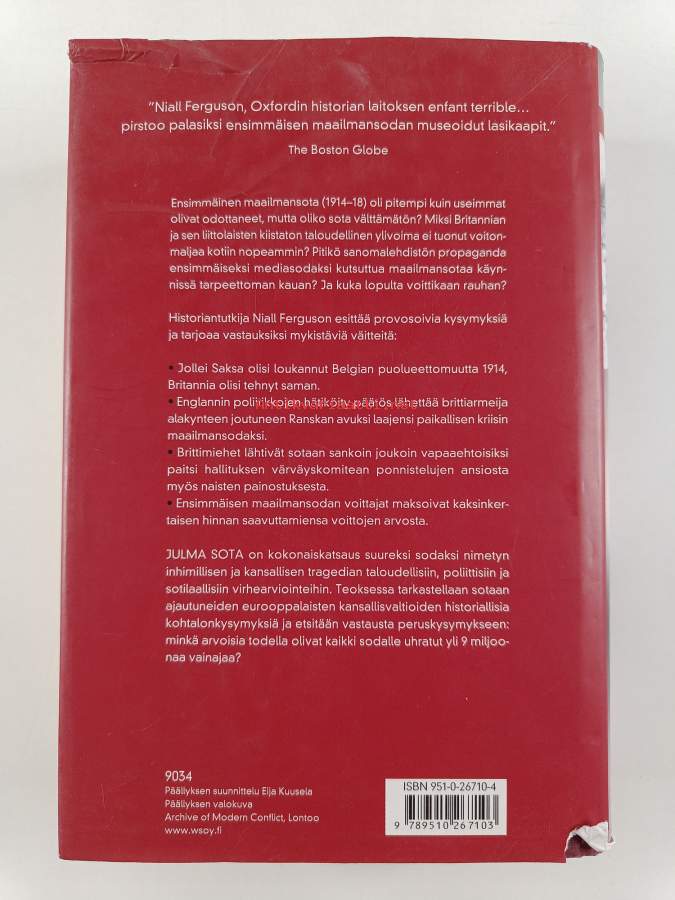 "Niall Ferguson, Oxfordin historian laitoksen enfant terrible...
pirstoo palasiksi ensimmäisen maailmansodan museoidut lasikaapit."
The Boston Globe
Ensimmäinen maailmansota (1914–18) oli pitempi kuin useimmat
olivat odottaneet, mutta oliko sota välttämätön? Miksi Britannian
ja sen liittolaisten kiistaton taloudellinen ylivoima ei tuonut voiton-
maljaa kotiin nopeammin? Pitikö sanomalehdistön propaganda
ensimmäiseksi mediasodaksi kutsuttua maailmansotaa käyn-
nissä tarpeettoman kauan? Ja kuka lopulta voittikaan rauhan?
Historiantutkija Niall Ferguson esittää provosoivia kysymyksiä
ja tarjoaa vastauksiksi mykistäviä väitteitä:
• Jollei Saksa olisi loukannut Belgian puolueettomuutta 1914,
Britannia olisi tehnyt saman.
• Englannin poliitikkojen hätiköity päätös lähettää brittiarmeija
alakynteen joutuneen Ranskan avuksi laajensi paikallisen kriisin
maailmansodaksi.
• Brittimiehet lähtivät sotaan sankoin joukoin vapaaehtoisiksi
paitsi hallituksen värväyskomitean ponnistelujen ansiosta
myös naisten painostuksesta.
• Ensimmäisen maailmansodan voittajat maksoivat kaksinker-
taisen hinnan saavuttamiensa voittojen arvosta.
JULMA SOTA on kokonaiskatsaus suureksi sodaksi nimetyn
inhimillisen ja kansallisen tragedian taloudellisiin, poliittisiin ja
sotilaallisiin virhearviointeihin. Teoksessa tarkastellaan sotaan
ajautuneiden eurooppalaisten kansallisvaltioiden historiallisia
kohtalonkysymyksiä ja etsitään vastausta peruskysymykseen:
minkä arvoisia todella olivat kaikki sodalle uhratut yli 9 miljoo-
naa vainajaa?
9034
Päällyksen suunnittelu Eija Kuusela
Päällyksen valokuva
Archive of Modern Conflict, Lontoo
www.wsoy.fi
ISBN 951-0-26710-4
9 789510 267103